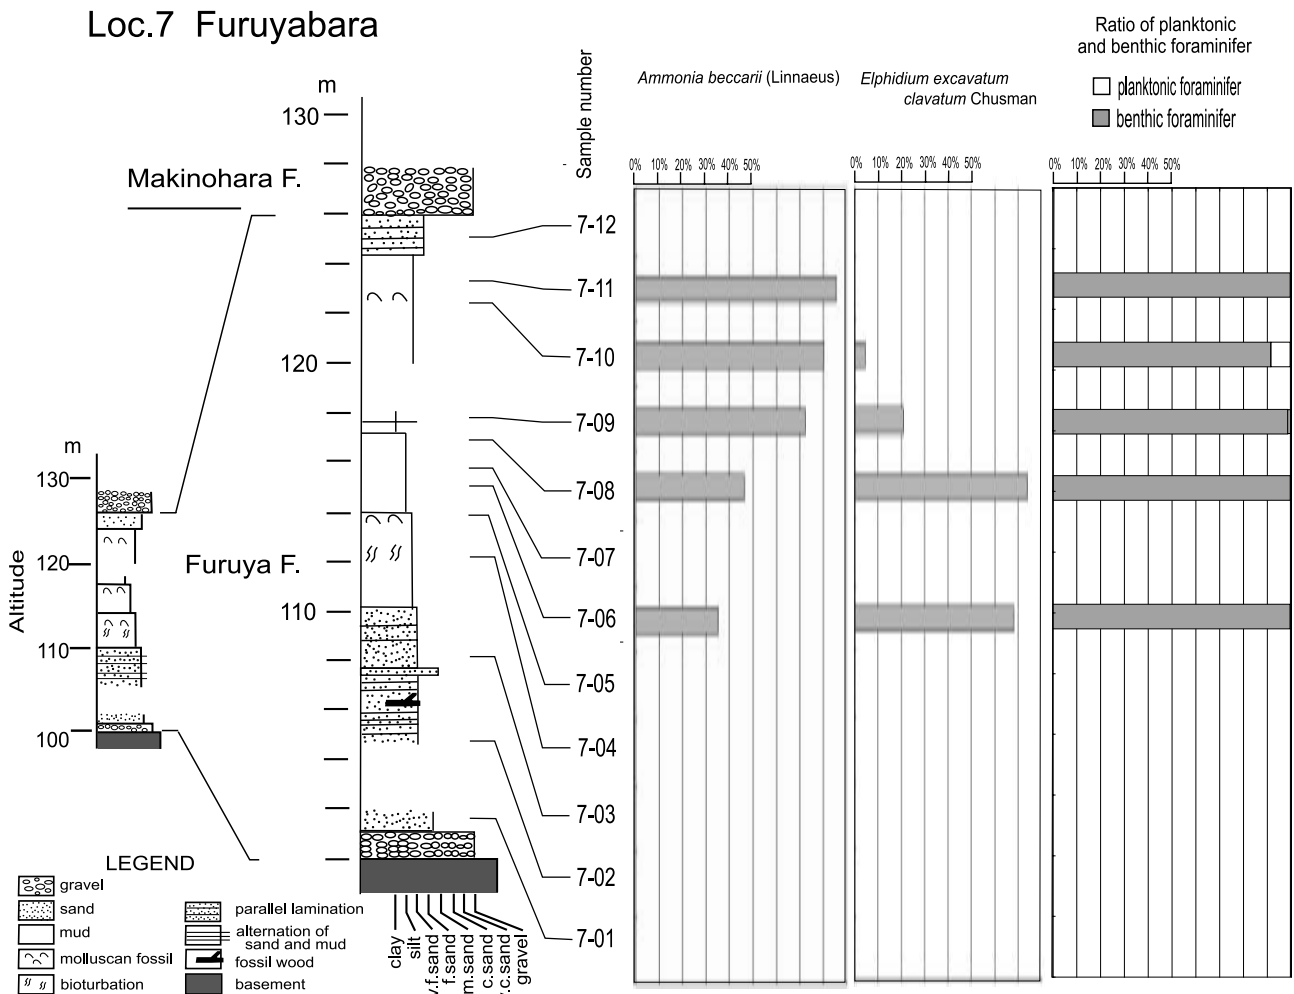 Loc.7 Furuyabara
Ratio of planktonic
and benthic foraminifer
planktonic foraminifer
benthic foraminifer
Ammonia beccarii (Linnaeus)
Elphidium excavatum
clavatum Chusman
Sample number
0% 10% 20% 30% 40% 50%
0% 10% 20% 30% 40% 50%
0% 10% 20% 30% 40% 50%
m
130
120
110
Makinohara F.
Furuya F.
m
130
120
110
100
Altitude
7-12
7-11
7-10
7-09
7-08
7-07
7-06
7-05
7-04
7-03
7-02
7-01
LEGEND
gravel
sand
mud
molluscan fossil
bioturbation
parallel lamination
alternation of
sand and mud
fossil wood
basement
clay
silt
v.f.sand
f.sand
m.sand
c.sand
v.c.sand
gravel